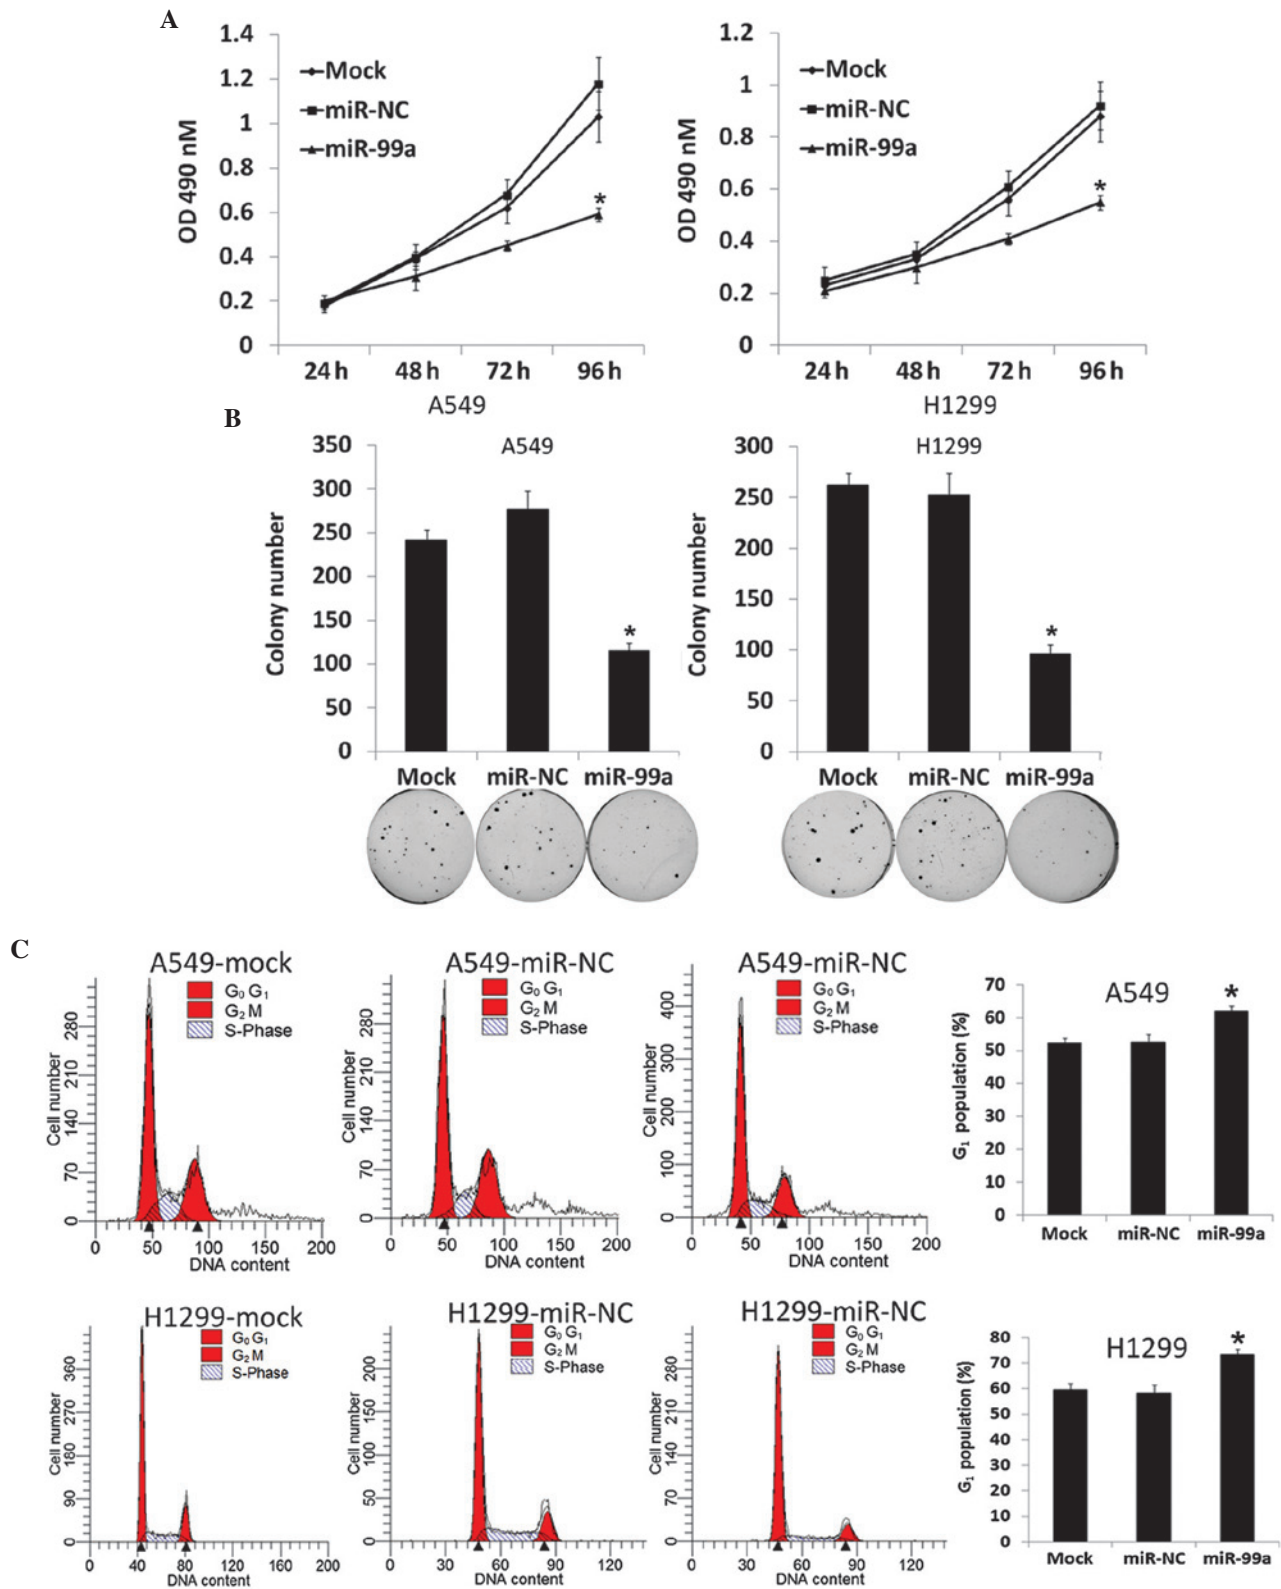 A
1.4
1.2
1
0.8
0.6
0.4
0.2
0
OD 490 nM
Mock
miR-NC
miR-99a
*
24 h 48 h 72 h 96 h
A549
1.2
1
0.8
0.6
0.4
0.2
0
OD 490 nM
Mock
miR-NC
miR-99a
*
24 h 48 h 72 h 96 h
H1299
B
350
300
250
200
150
100
50
0
Colony number
A549
*
Mock miR-NC miR-99a
300
250
200
150
100
50
0
Colony number
H1299
*
Mock miR-NC miR-99a
C
A549-mock
G₀ G₁
G₂ M
S-Phase
Cell number
280
210
140
70
0
0 50 100 150 200
DNA content
A549-miR-NC
G₀ G₁
G₂ M
S-Phase
Cell number
280
210
140
70
0
0 50 100 150 200
DNA content
A549-miR-NC
G₀ G₁
G₂ M
S-Phase
Cell number
400
300
200
100
0
0 50 100 150 200
DNA content
A549
*
G₁ population (%)
70
60
50
40
30
20
10
0
Mock miR-NC miR-99a
H1299-mock
G₀ G₁
G₂ M
S-Phase
Cell number
360
270
180
90
0
0 40 80 120 160 200
DNA content
H1299-miR-NC
G₀ G₁
G₂ M
S-Phase
Cell number
200
150
100
50
0
0 30 60 90 120
DNA content
H1299-miR-NC
G₀ G₁
G₂ M
S-Phase
Cell number
280
210
140
70
0
0 30 60 90 120
DNA content
H1299
*
G₁ population (%)
80
70
60
50
40
30
20
10
0
Mock miR-NC miR-99a